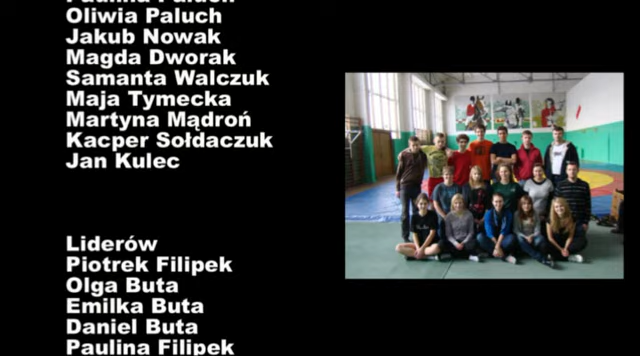 Oliwia Paluch
Jakub Nowak
Magda Dworak
Samanta Walczuk
Maja Tymecka
Martyna Mądroń
Kacper Sołdaczuk
Jan Kulec
Liderów
Piotrek Filipek
Olga Buta
Emilka Buta
Daniel Buta
Paulina Filipek